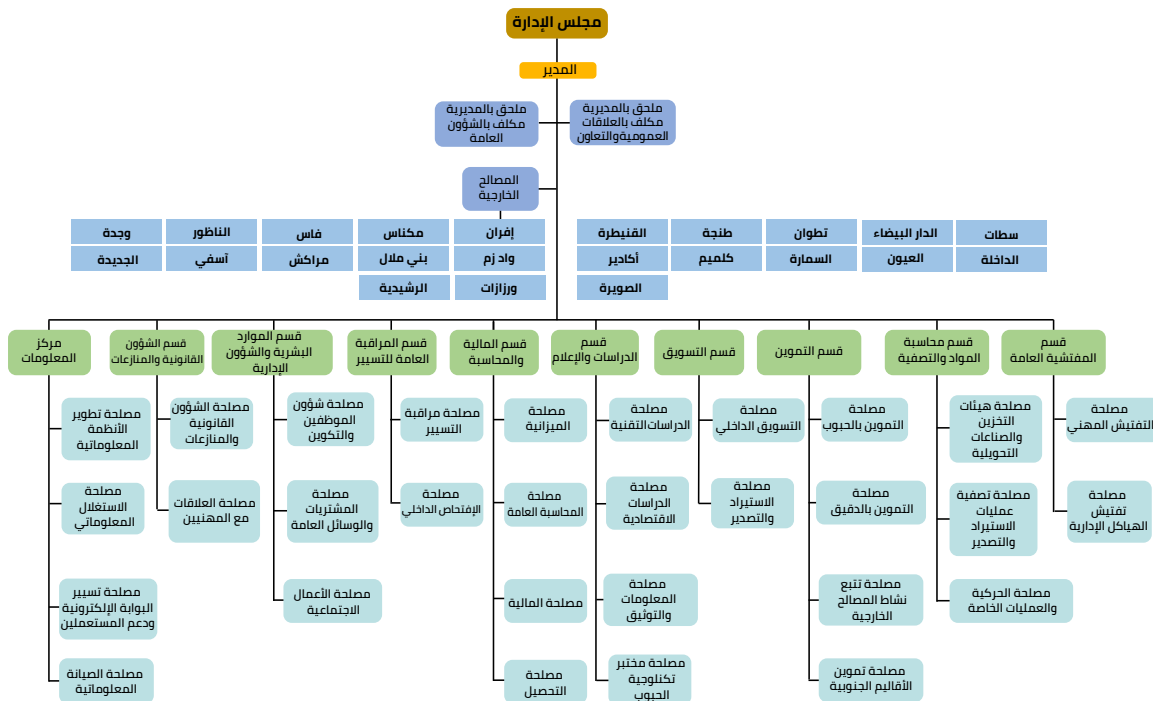 مجلس الإدارة
المدير
ملحق بالمديرية
مكلف بالعلاقات
العمومية والتعاون
ملحق بالمديرية
مكلف بالشؤون
العامة
المصالح
الخارجية
سطات
الدار البيضاء
تطوان
طنجة
القنيطرة
إفران
مكناس
فاس
الناظور
وجدة
الداخلة
العيون
السمارة
كلميم
أكادير
واد زم
بني ملال
مراكش
آسفي
الجديدة
الصويرة
ورزازات
الرشيدية
قسم
المفتشية العامة
قسم محاسبة
المواد والتصفية
قسم التموين
قسم التسويق
قسم
الدراسات والإعلام
قسم المالية
والمحاسبة
قسم المراقبة
العامة للتسيير
قسم الموارد
البشرية والشؤون
الإدارية
قسم الشؤون
القانونية والمنازعات
مركز
المعلومات
مصلحة
التفتيش المهني
مفتشية
تفتيش
الهياكل الإدارية
مصلحة هيئات
التخزين
والصناعات
التحويلية
مصلحة تصفية
عمليات
الاستيراد
والتصدير
مصلحة الحركية
والعمليات الخاصة
مصلحة
التموين بالحبوب
مصلحة
التموين بالدقيق
مصلحة تتبع
نشاط المصالح
الخارجية
مصلحة تموين
الأقاليم الجنوبية
مصلحة
التسويق الداخلي
مصلحة
الاستيراد
والتصدير
مصلحة
الدراسات التقنية
مصلحة
الدراسات
الاقتصادية
مصلحة
المعلومات
والتوثيق
مصلحة مختبر
تكنلوجية
الحبوب
مصلحة
الميزانية
مصلحة
المحاسبة العامة
مصلحة المالية
مصلحة
التحصيل
مصلحة مراقبة
التسيير
مصلحة
الإفتحاص الداخلي
مصلحة شؤون
الموظفين
والتكوين
مصلحة
المشتريات
والوسائل العامة
مصلحة الأعمال
الاجتماعية
مصلحة الشؤون
القانونية
والمنازعات
مصلحة العلاقات
مع المهنيين
مصلحة تطوير
الأنظمة
المعلوماتية
مصلحة
الاستغلال
المعلوماتي
مصلحة تسيير
البوابة الإلكترونية
ودعم المستعملين
مصلحة الصيانة
المعلوماتية